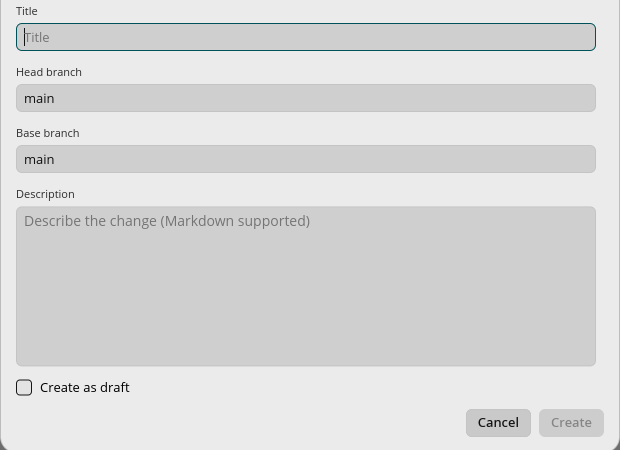 Title
Title
Head branch
main
Base branch
main
Description
Describe the change (Markdown supported)
Create as draft
Cancel
Create